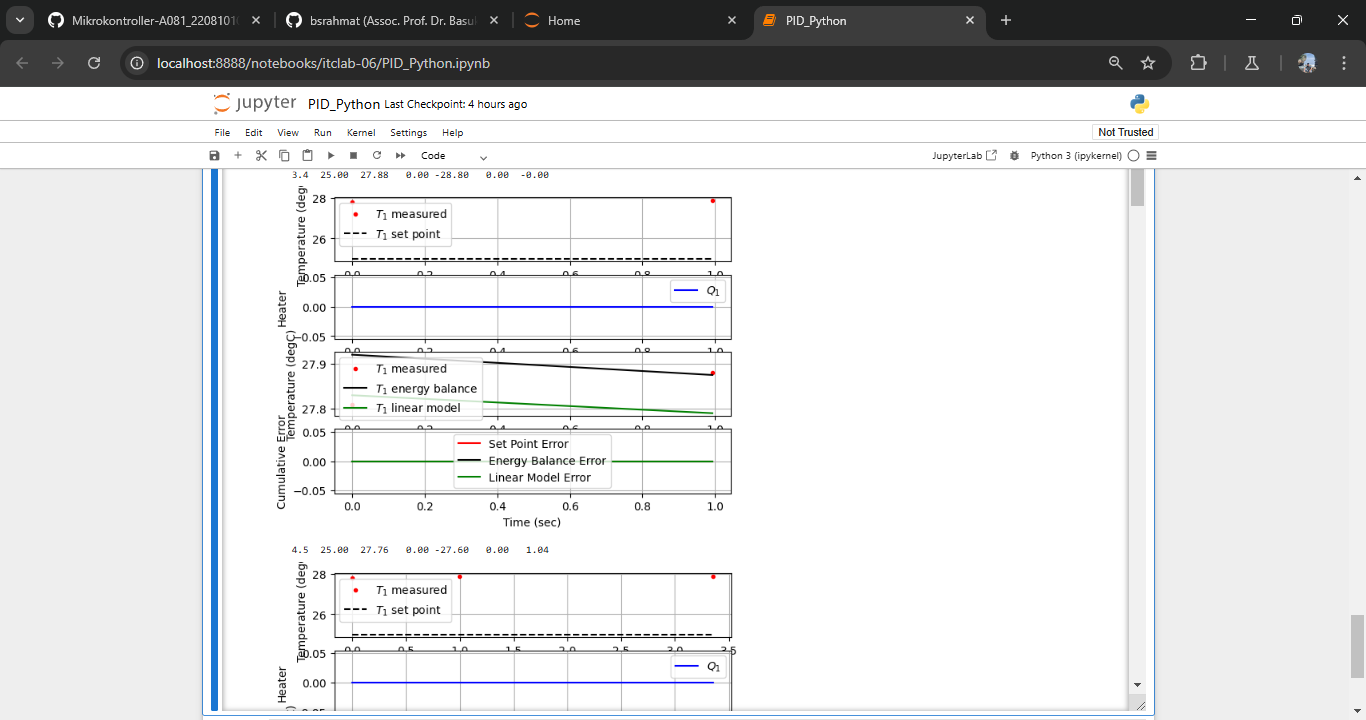 Mikrokontroller-A081_2208101
bsrahmat (Assoc. Prof. Dr. Basu
Home
PID_Python
localhost:8888/notebooks/itclab-06/PID_Python.ipynb
jupyter PID_Python Last Checkpoint: 4 hours ago
File Edit View Run Kernel Settings Help
Not Trusted
Code
JupyterLab
Python 3 (ipykernel)
3.4 25.00 27.88 0.00 -28.80 0.00 -0.00
Temperature (deg
28
26
T1 measured
T1 set point
0.0 0.2 0.4 0.6 0.8 1.0
Heater
0.05
0.00
−0.05
Q1
0.0 0.2 0.4 0.6 0.8 1.0
Temperature (degC)
27.9
27.8
T1 measured
T1 energy balance
T1 linear model
0.0 0.2 0.4 0.6 0.8 1.0
Cumulative Error
0.05
0.00
−0.05
Set Point Error
Energy Balance Error
Linear Model Error
0.0 0.2 0.4 0.6 0.8 1.0
Time (sec)
4.5 25.00 27.76 0.00 -27.60 0.00 1.04
Temperature (deg
28
26
T1 measured
T1 set point
0.0 0.5 1.0 1.5 2.0 2.5 3.0 3.5
Heater
0.05
0.00
Q1